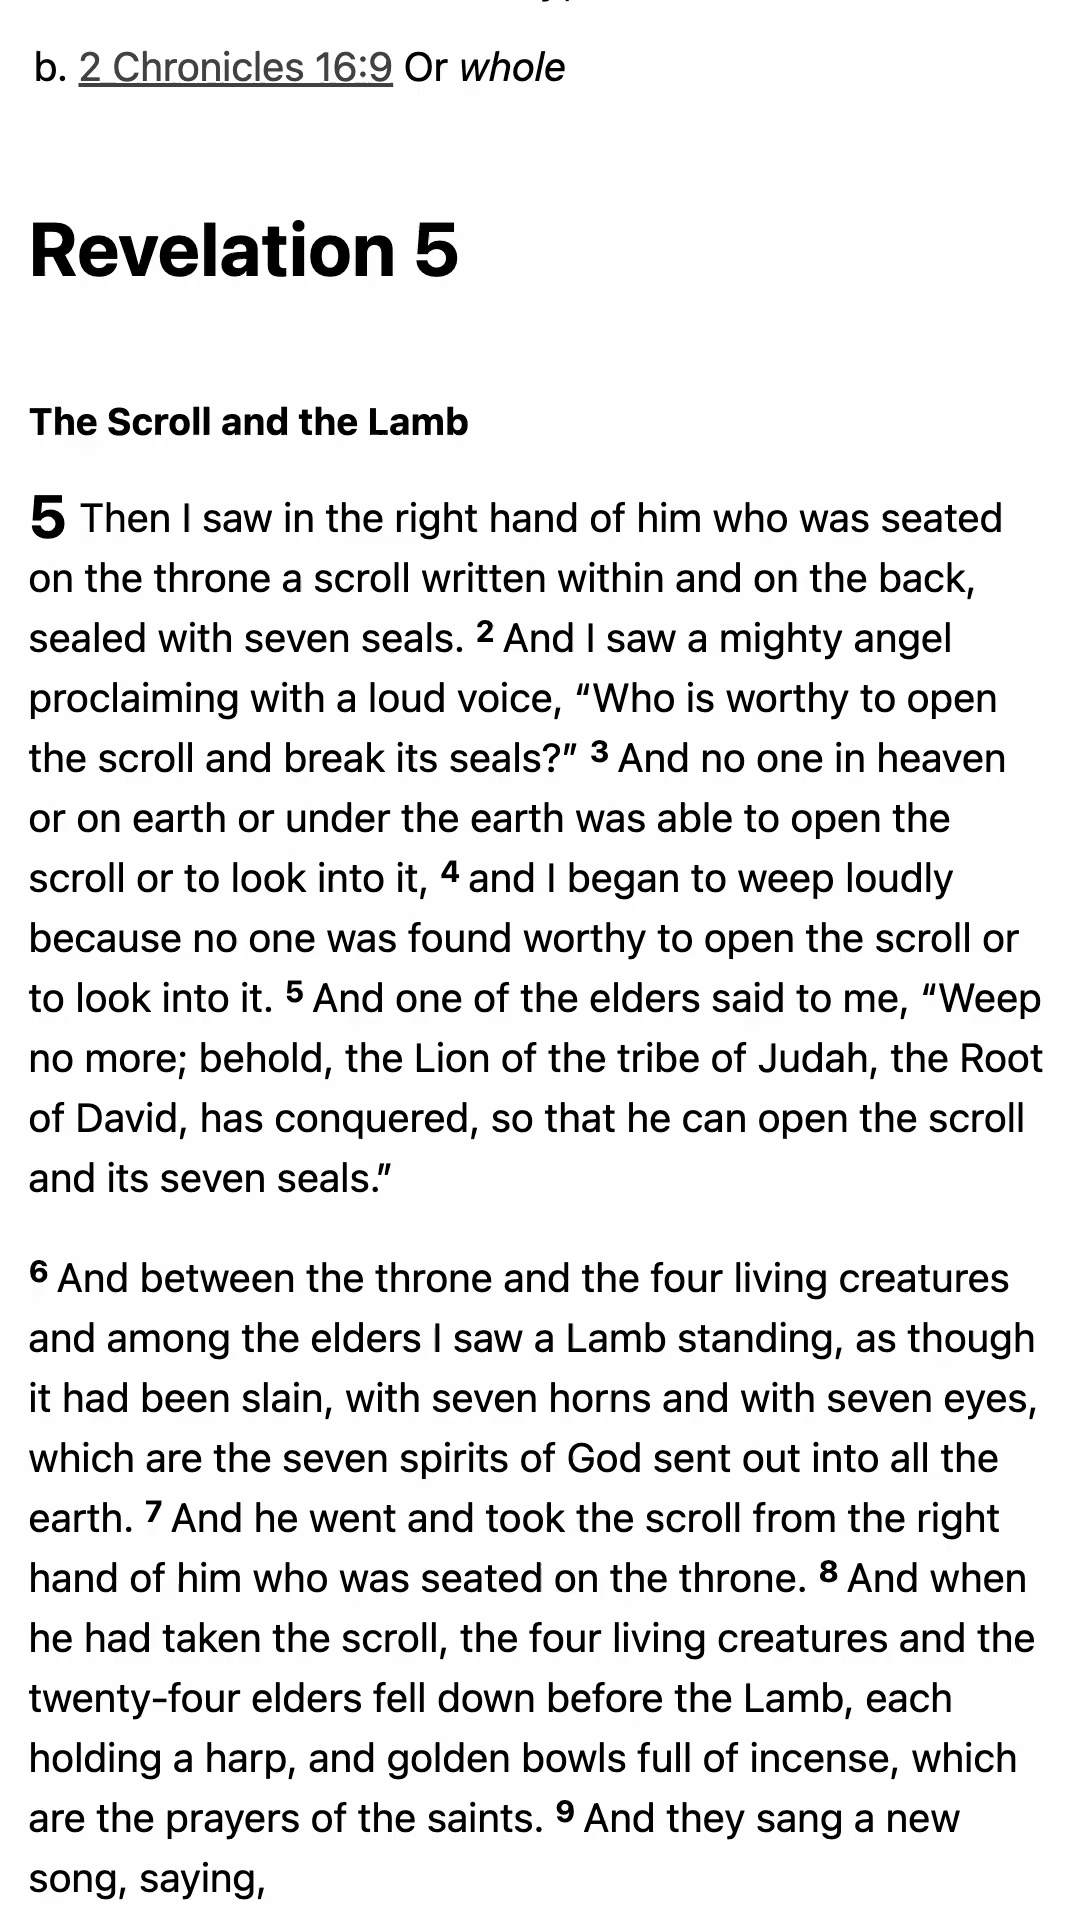 b. 2 Chronicles 16:9 Or whole
Revelation 5
The Scroll and the Lamb
5 Then I saw in the right hand of him who was seated
on the throne a scroll written within and on the back,
sealed with seven seals. 2 And I saw a mighty angel
proclaiming with a loud voice, “Who is worthy to open
the scroll and break its seals?” 3 And no one in heaven
or on earth or under the earth was able to open the
scroll or to look into it, 4 and I began to weep loudly
because no one was found worthy to open the scroll or
to look into it. 5 And one of the elders said to me, “Weep
no more; behold, the Lion of the tribe of Judah, the Root
of David, has conquered, so that he can open the scroll
and its seven seals.”
6 And between the throne and the four living creatures
and among the elders I saw a Lamb standing, as though
it had been slain, with seven horns and with seven eyes,
which are the seven spirits of God sent out into all the
earth. 7 And he went and took the scroll from the right
hand of him who was seated on the throne. 8 And when
he had taken the scroll, the four living creatures and the
twenty-four elders fell down before the Lamb, each
holding a harp, and golden bowls full of incense, which
are the prayers of the saints. 9 And they sang a new
song, saying,